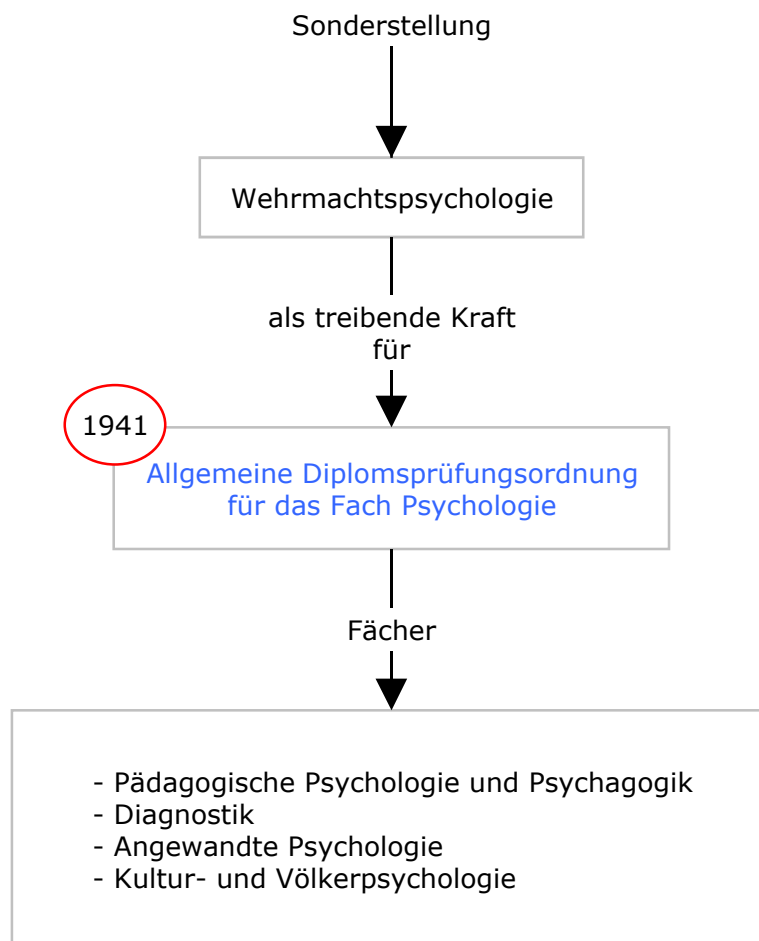 Sonderstellung
Wehrmachtspsychologie
als treibende Kraft
für
1941
Allgemeine Diplomsprüfungsordnung
für das Fach Psychologie
Fächer
- Pädagogische Psychologie und Psychagogik
- Diagnostik
- Angewandte Psychologie
- Kultur- und Völkerpsychologie